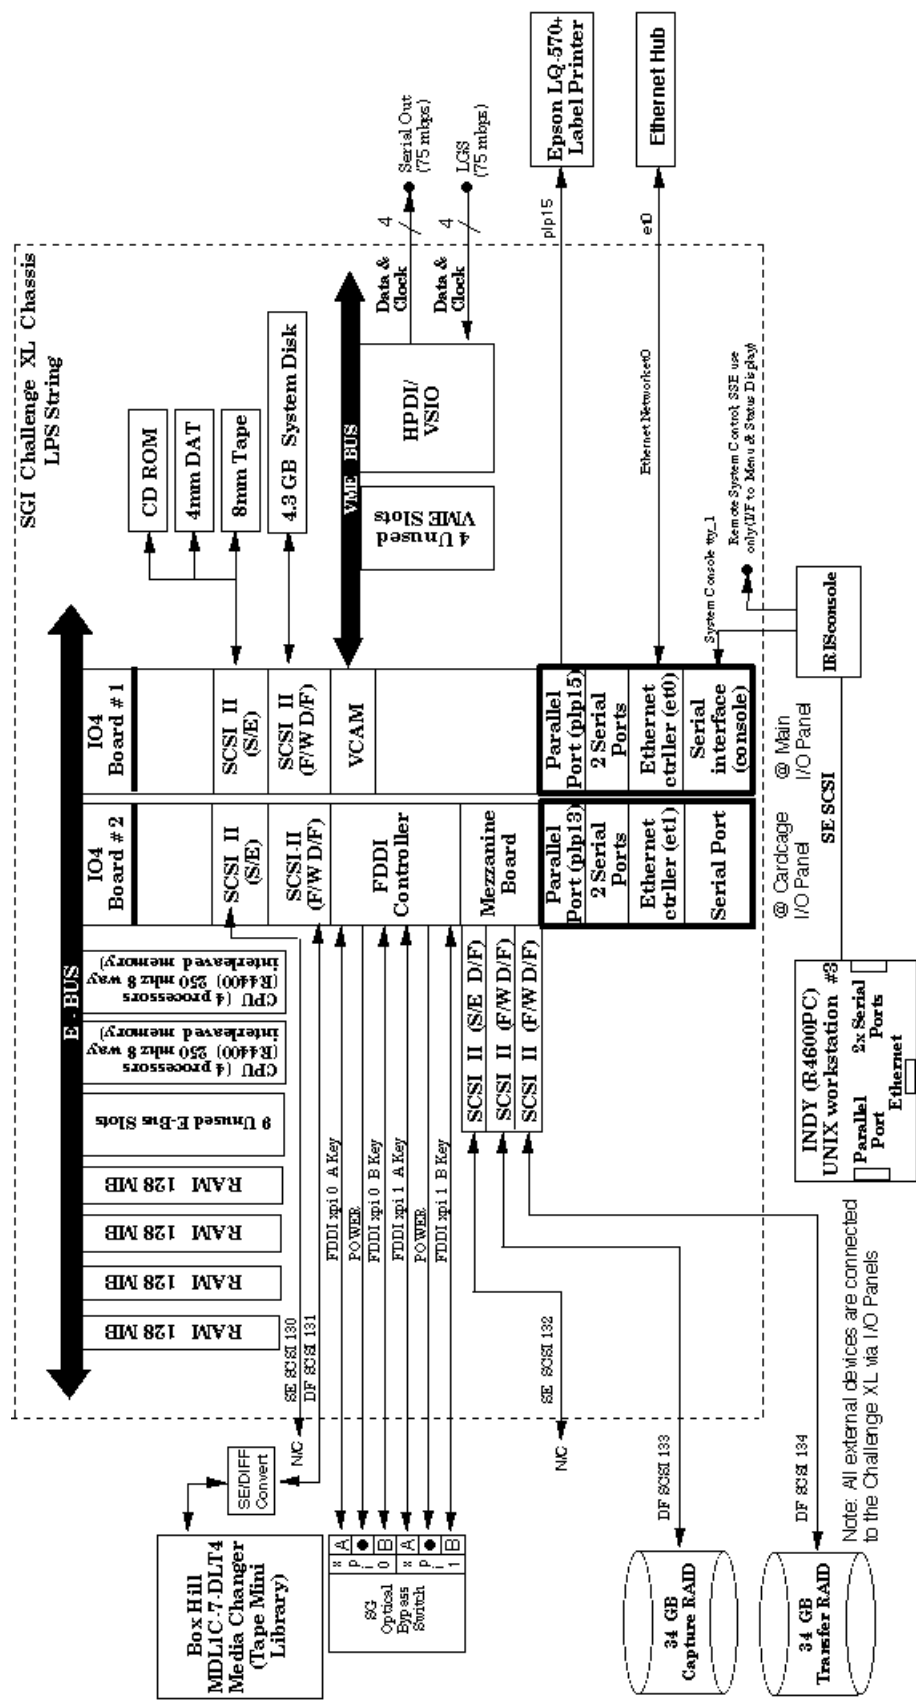 SGI Challenge XL Chassis
LPS String
E - BUS
VME BUS
RAM 128 MB
RAM 128 MB
RAM 128 MB
RAM 128 MB
9 Unused E-Bus Slots
CPU (4 processors
(R4400) 250 mhz 8 way
interleaved memory)
CPU (4 processors
(R4400) 250 mhz 8 way
interleaved memory)
IO4
Board # 2
SCSI II
(S/E)
SCSI-II
(F/W D/F)
FDDI
Controller
Mezzanine
Board
Parallel
Port (plp13)
2 Serial
Ports
Ethernet
ctrller (et1)
Serial Port
@ Cardcage
I/O Panel
IO4
Board # 1
SCSI II
(S/E)
SCSI II
(F/W D/F)
VCAM
Parallel
Port (plp15)
2 Serial
Ports
Ethernet
ctrller (et0)
Serial
interface
(console)
@ Main
I/O Panel
CD ROM
4mm DAT
8mm Tape
4.3 GB System Disk
4 Unused
VME Slots
HPDI/
VSIO
Data &
Clock
4
Serial Out
(75 mbps)
Data &
Clock
4
LGS
(75 mbps)
plp15
Epson LQ-570+
Label Printer
Ethernet Network et0
et0
Ethernet Hub
System Console tty_1
Remote System Control, SSE use
only (I/F to Menu & Status Display)
IRISconsole
SE SCSI
INDY (R4600PC)
UNIX workstation #3
Parallel
Port
2x Serial
Ports
Ethernet
SCSI II (S/E D/F)
SCSI II (F/W D/F)
SCSI II (F/W D/F)
FDDI xpi 0 A Key
POWER
FDDI xpi 0 B Key
FDDI xpi 1 A Key
POWER
FDDI xpi 1 B Key
SE SCSI 130
DF SCSI 131
N/C
SE/DIFF
Convert
Box Hill
MDL1C-7-DLT4
Media Changer
(Tape Mini
Library)
SG
Optical
Bypass
Switch
x
p
i
0
x
p
i
1
A
B
A
B
SE SCSI 132
N/C
DF SCSI 133
34 GB
Capture RAID
DF SCSI 134
34 GB
Transfer RAID
Note: All external devices are connected
to the Challenge XL via I/O Panels